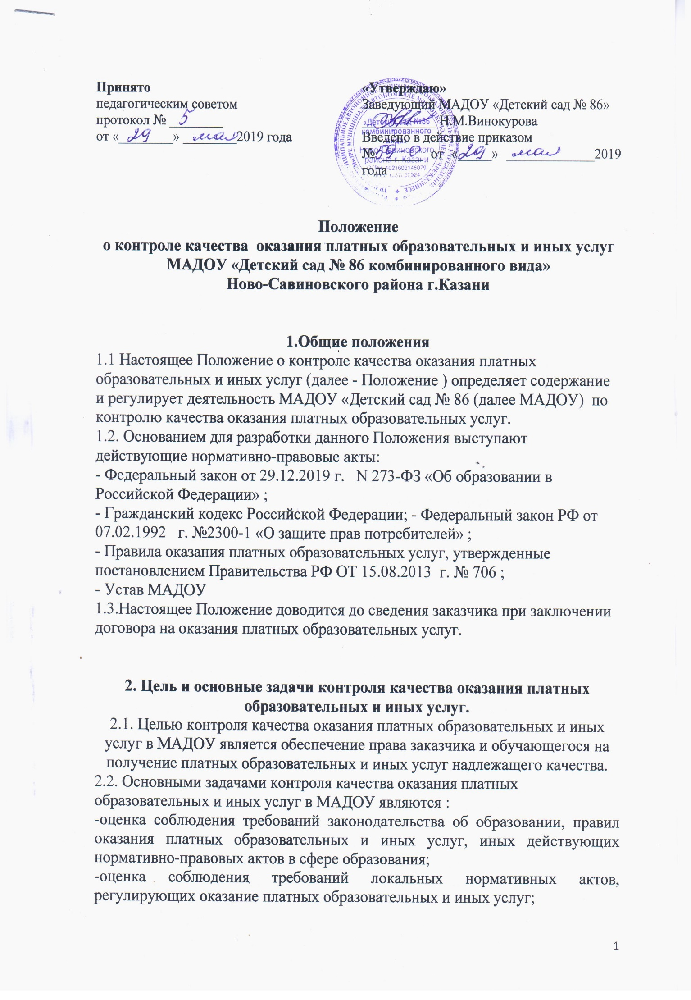 Принято
педагогическим советом
протокол № 5
от «29» мая 2019 года
«Утверждаю»
Заведующий МАДОУ «Детский сад № 86»
Н.М.Винокурова
Введено в действие приказом
№ 59 - О от «29» мая 2019
года
«Детский сад №86
комбинированного
вида»
Ново-Савиновского
района г. Казани
1021603145079
Положение
о контроле качества оказания платных образовательных и иных услуг
МАДОУ «Детский сад № 86 комбинированного вида»
Ново-Савиновского района г.Казани
1.Общие положения
1.1 Настоящее Положение о контроле качества оказания платных
образовательных и иных услуг (далее - Положение ) определяет содержание
и регулирует деятельность МАДОУ «Детский сад № 86 (далее МАДОУ) по
контролю качества оказания платных образовательных услуг.
1.2. Основанием для разработки данного Положения выступают
действующие нормативно-правовые акты:
- Федеральный закон от 29.12.2019 г. N 273-ФЗ «Об образовании в
Российской Федерации» ;
- Гражданский кодекс Российской Федерации; - Федеральный закон РФ от
07.02.1992 г. №2300-1 «О защите прав потребителей» ;
- Правила оказания платных образовательных услуг, утвержденные
постановлением Правительства РФ ОТ 15.08.2013 г. № 706 ;
- Устав МАДОУ
1.3.Настоящее Положение доводится до сведения заказчика при заключении
договора на оказания платных образовательных услуг.
2. Цель и основные задачи контроля качества оказания платных
образовательных и иных услуг.
2.1. Целью контроля качества оказания платных образовательных и иных
услуг в МАДОУ является обеспечение права заказчика и обучающегося на
получение платных образовательных и иных услуг надлежащего качества.
2.2. Основными задачами контроля качества оказания платных
образовательных и иных услуг в МАДОУ являются :
-оценка соблюдения требований законодательства об образовании, правил
оказания платных образовательных и иных услуг, иных действующих
нормативно-правовых актов в сфере образования;
-оценка соблюдения требований локальных нормативных актов,
регулирующих оказание платных образовательных и иных услуг;
1